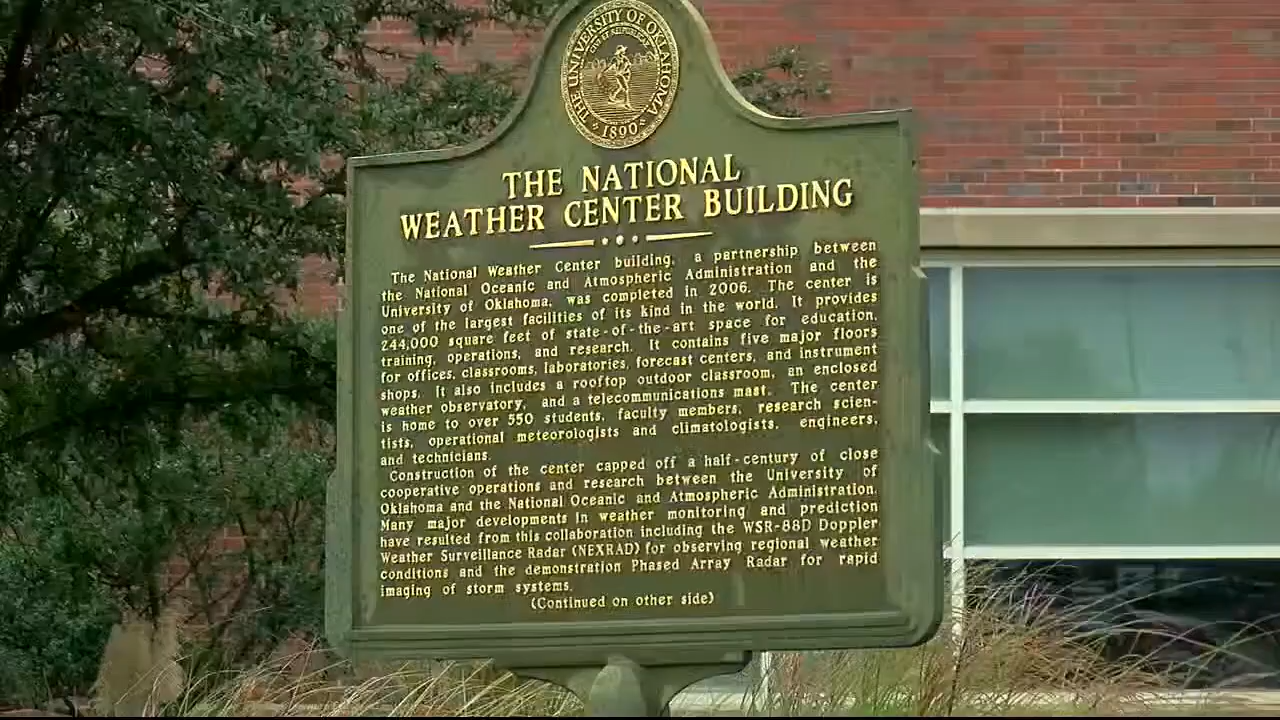 THE UNIVERSITY OF OKLAHOMA
CIVI ET REIPUBLICAE
1890
THE NATIONAL
WEATHER CENTER BUILDING
The National Weather Center building, a partnership between
the National Oceanic and Atmospheric Administration and the
University of Oklahoma, was completed in 2006. The center is
one of the largest facilities of its kind in the world. It provides
244,000 square feet of state-of-the-art space for education,
training, operations, and research. It contains five major floors
for offices, classrooms, laboratories, forecast centers, and instrument
shops. It also includes a rooftop outdoor classroom, an enclosed
weather observatory, and a telecommunications mast. The center
is home to over 550 students, faculty members, research scien-
tists, operational meteorologists and climatologists, engineers,
and technicians.
Construction of the center capped off a half-century of close
cooperative operations and research between the University of
Oklahoma and the National Oceanic and Atmospheric Administration.
Many major developments in weather monitoring and prediction
have resulted from this collaboration including the WSR-88D Doppler
Weather Surveillance Radar (NEXRAD) for observing regional weather
conditions and the demonstration Phased Array Radar for rapid
imaging of storm systems.
(Continued on other side)